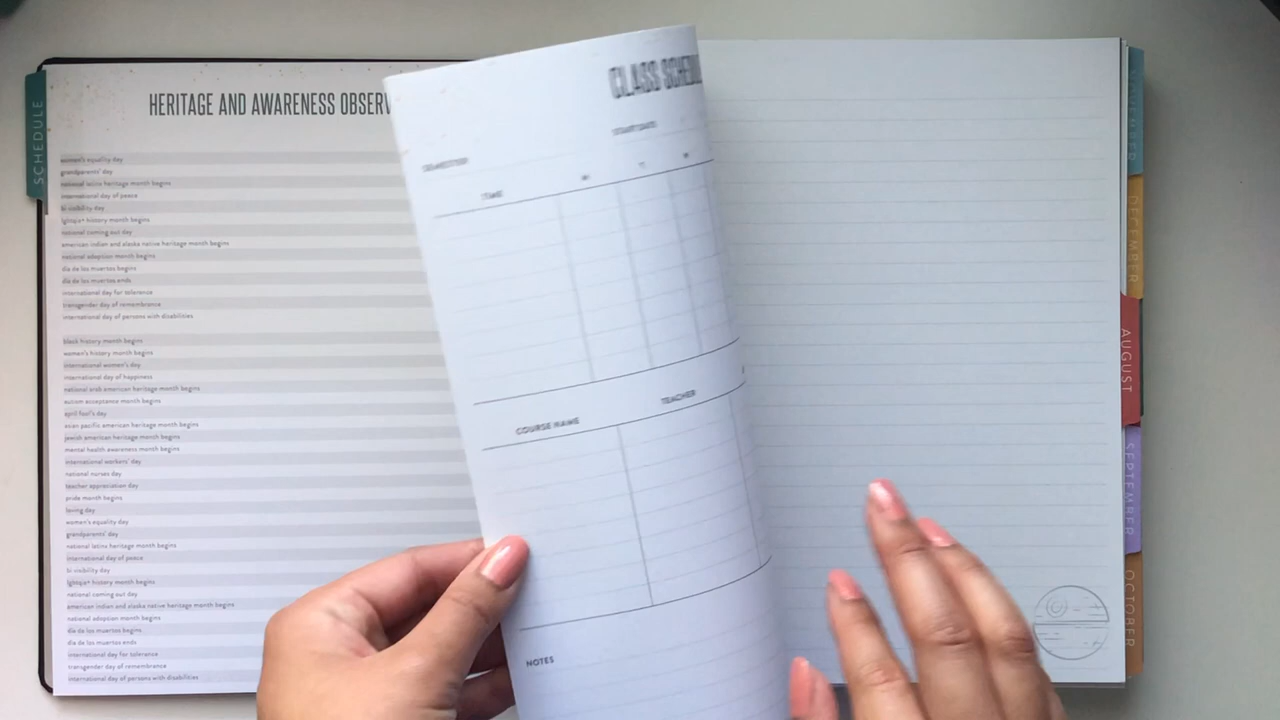 SCHEDULE
HERITAGE AND AWARENESS OBSERV
women's equality day
grandparents' day
national latinx heritage month begins
international day of peace
bi visibility day
lgbtqia+ history month begins
national coming out day
american indian and alaska native heritage month begins
national adoption month begins
día de los muertos begins
día de los muertos ends
international day for tolerance
transgender day of remembrance
international day of persons with disabilities
black history month begins
women's history month begins
international women's day
international day of happiness
national arab american heritage month begins
autism acceptance month begins
april fool's day
asian pacific american heritage month begins
jewish american heritage month begins
mental health awareness month begins
international workers' day
national nurses day
teacher appreciation day
pride month begins
loving day
women's equality day
grandparents' day
national latinx heritage month begins
international day of peace
bi visibility day
lgbtqia+ history month begins
national coming out day
american indian and alaska native heritage month begins
national adoption month begins
día de los muertos begins
día de los muertos ends
international day for tolerance
transgender day of remembrance
international day of persons with disabilities
CLASS SCHEDU
SEMESTER
START DATE
TIME M T W
COURSE NAME TEACHER
NOTES
DECEMBER
AUGUST
SEPTEMBER
OCTOBER